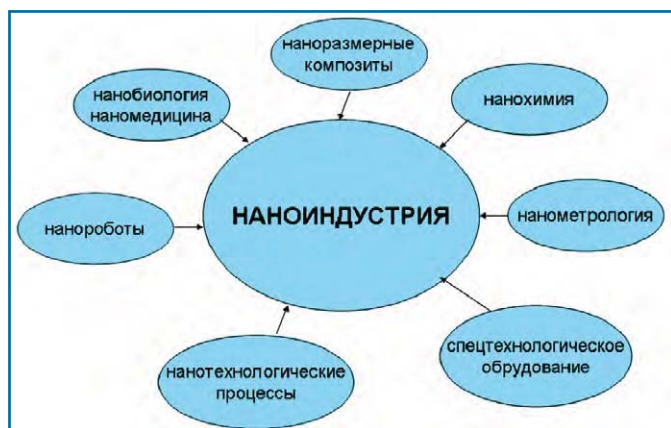 наноразмерные
композиты
нанобиология
наномедицина
нанохимия
НАНОИНДУСТРИЯ
нанороботы
нанометрология
спецтехнологическое
обрудование
нанотехнологические
процессы